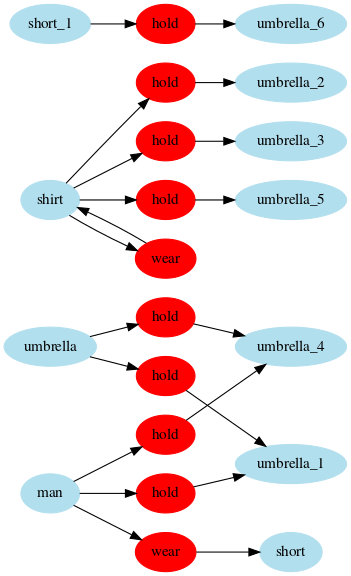 short_1 hold umbrella_6
hold umbrella_2
hold umbrella_3
shirt hold umbrella_5
wear
hold
umbrella umbrella_4
hold
hold
umbrella_1
man hold
wear short